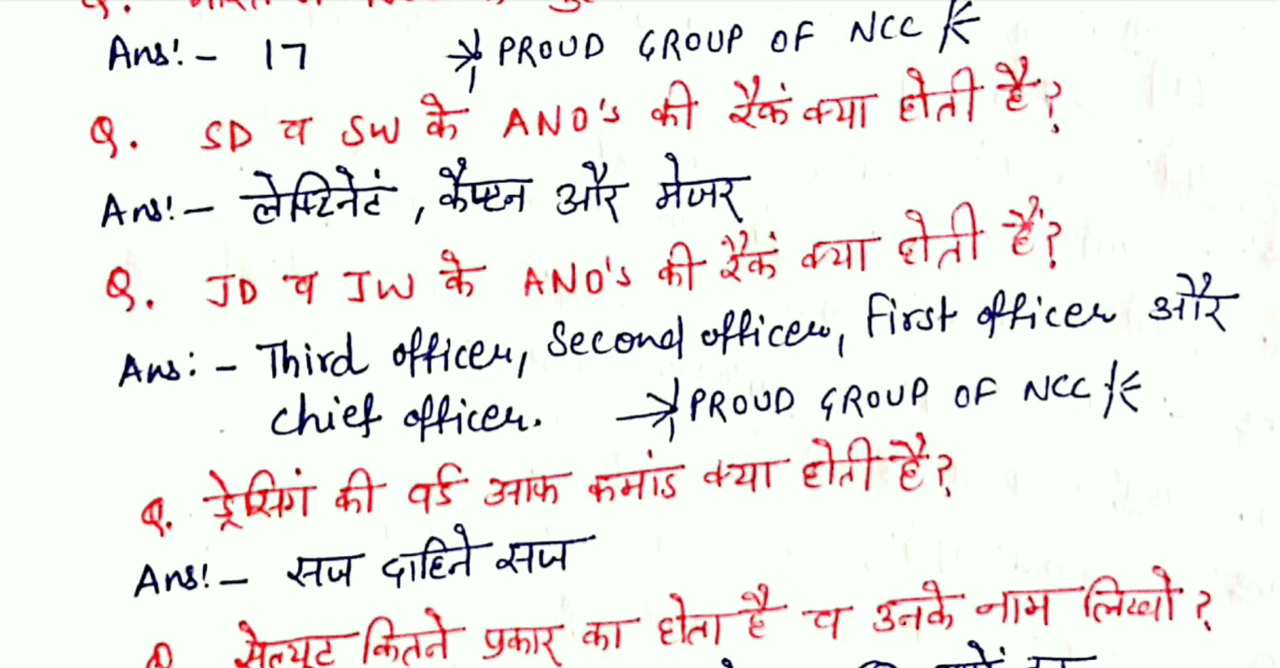 Ans:- 17 → PROUD GROUP OF NCC
Q. SD व SW के ANO's की रैकं क्या होती है?
Ans:- लेफ्टिनेटं, कैप्टन और मेजर
Q. JD व JW के ANO's की रैकं क्या होती हैं?
Ans:- Third officer, Second officer, First officer और
chief officer. → PROUD GROUP OF NCC
Q. ड्रेसिगं की वर्ड आफ कमांड क्या होती है?
Ans:- सज दाहिने सज
Q सेल्यूट कितने प्रकार का होता है व उनके नाम लिखो?